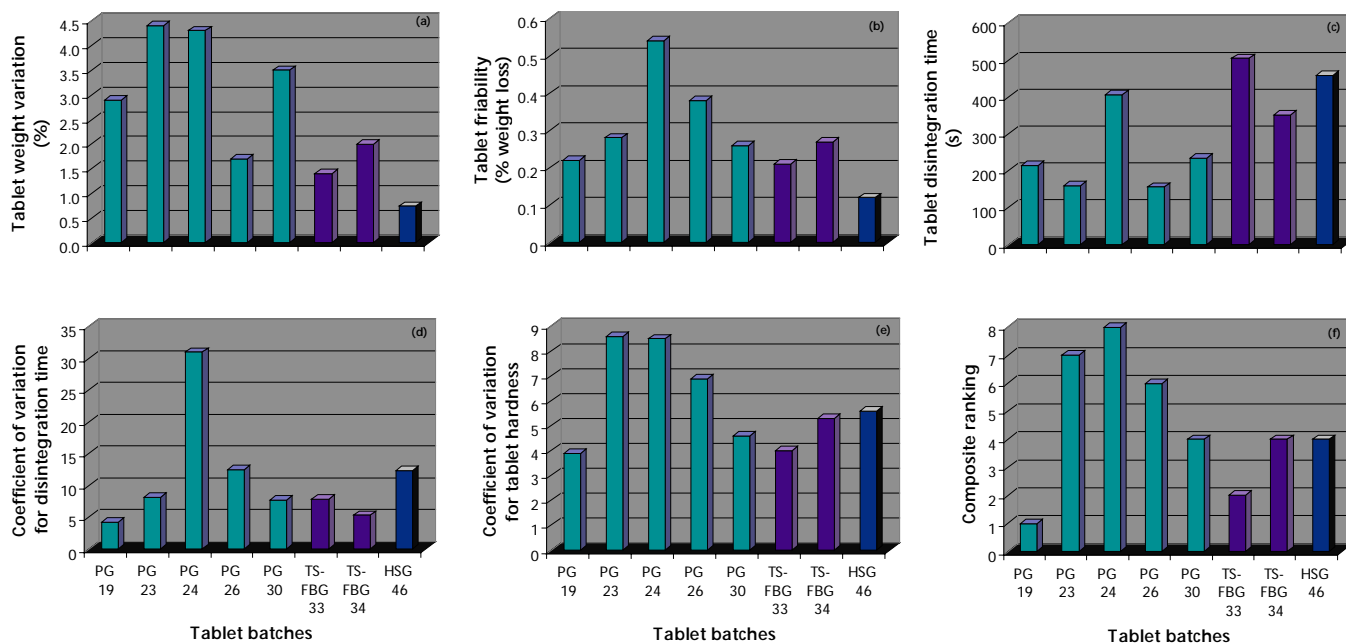 (a)
Tablet weight variation
(%)
4.5
4.0
3.5
3.0
2.5
2.0
1.5
1.0
0.5
0.0
(b)
Tablet friability
(% weight loss)
0.6
0.5
0.4
0.3
0.2
0.1
0
(c)
Tablet disintegration time
(s)
600
500
400
300
200
100
0
(d)
Coefficient of variation
for disintegration time
35
30
25
20
15
10
5
0
PG 19
PG 23
PG 24
PG 26
PG 30
TS-FBG 33
TS-FBG 34
HSG 46
Tablet batches
(e)
Coefficient of variation
for tablet hardness
9
8
7
6
5
4
3
2
1
0
PG 19
PG 23
PG 24
PG 26
PG 30
TS-FBG 33
TS-FBG 34
HSG 46
Tablet batches
(f)
Composite ranking
8
7
6
5
4
3
2
1
0
PG 19
PG 23
PG 24
PG 26
PG 30
TS-FBG 33
TS-FBG 34
HSG 46
Tablet batches